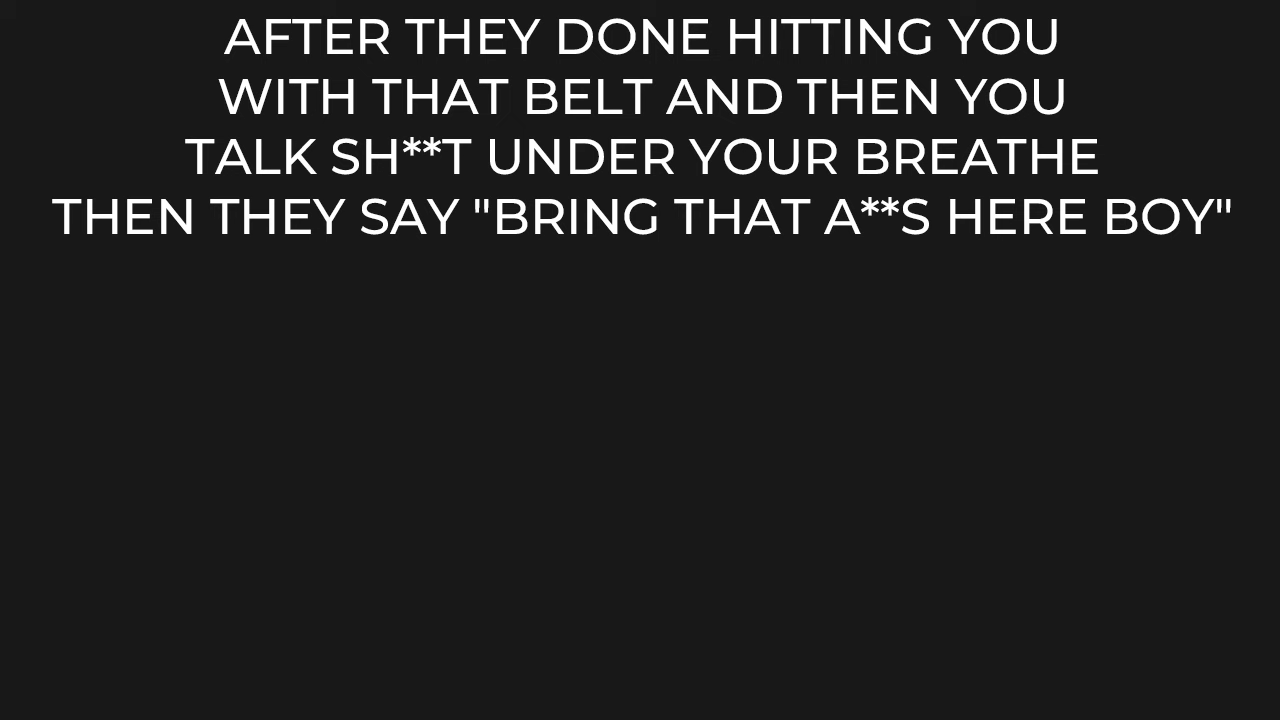 AFTER THEY DONE HITTING YOU
WITH THAT BELT AND THEN YOU
TALK SH**T UNDER YOUR BREATHE
THEN THEY SAY "BRING THAT A**S HERE BOY"